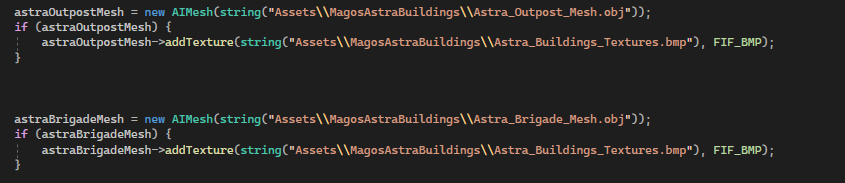 astraOutpostMesh = new AIMesh(string("Assets\\MagosAstraBuildings\\Astra_Outpost_Mesh.obj"));
if (astraOutpostMesh) {
    astraOutpostMesh->addTexture(string("Assets\\MagosAstraBuildings\\Astra_Buildings_Textures.bmp"), FIF_BMP);
}
astraBrigadeMesh = new AIMesh(string("Assets\\MagosAstraBuildings\\Astra_Brigade_Mesh.obj"));
if (astraBrigadeMesh) {
    astraBrigadeMesh->addTexture(string("Assets\\MagosAstraBuildings\\Astra_Buildings_Textures.bmp"), FIF_BMP);
}